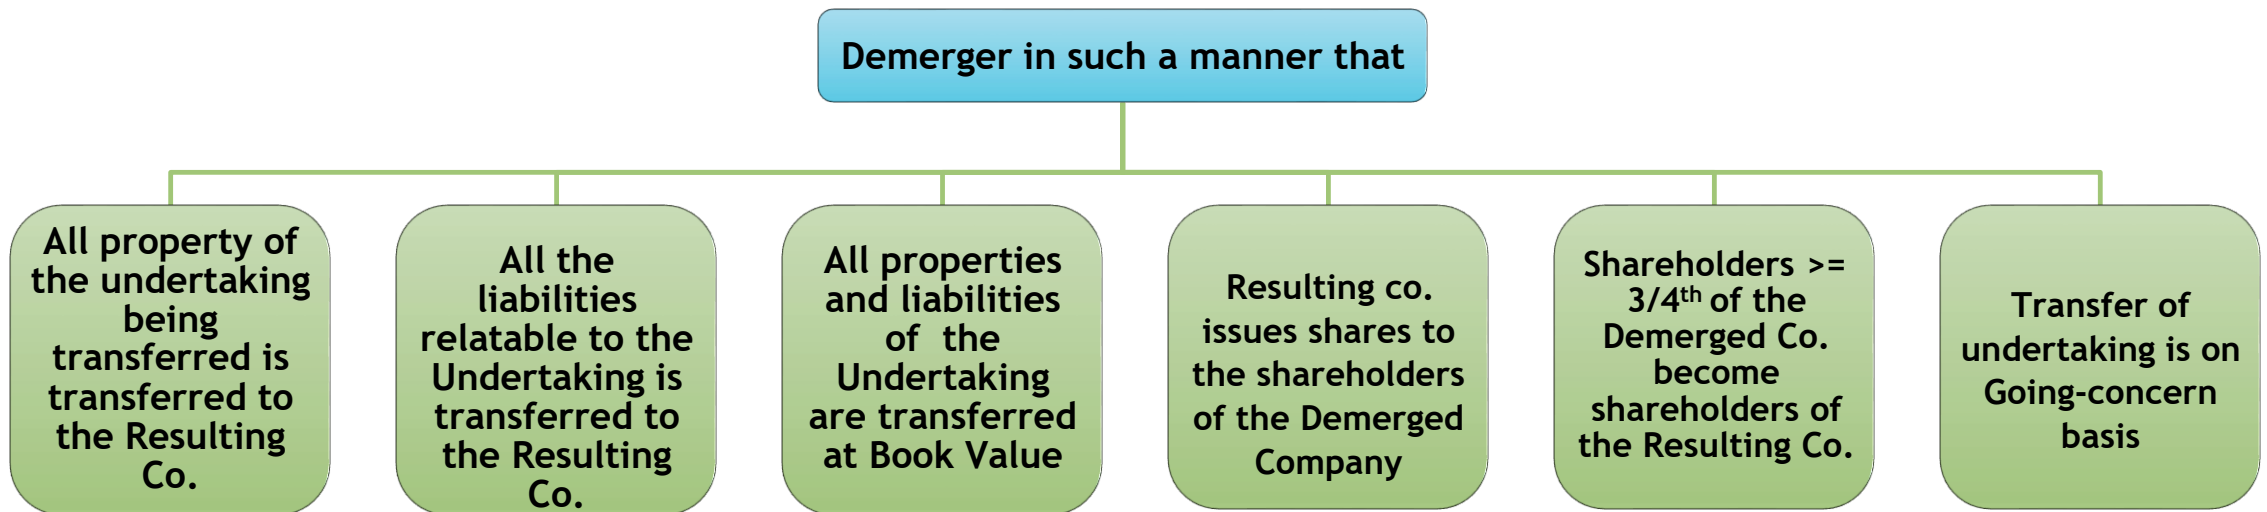 Demerger in such a manner that
All property of
the undertaking
being
transferred is
transferred to
the Resulting
Co.
All the
liabilities
relatable to the
Undertaking is
transferred to
the Resulting
Co.
All properties
and liabilities
of the
Undertaking
are transferred
at Book Value
Resulting co.
issues shares to
the shareholders
of the Demerged
Company
Shareholders >=
3/4th of the
Demerged Co.
become
shareholders of
the Resulting Co.
Transfer of
undertaking is on
Going-concern
basis